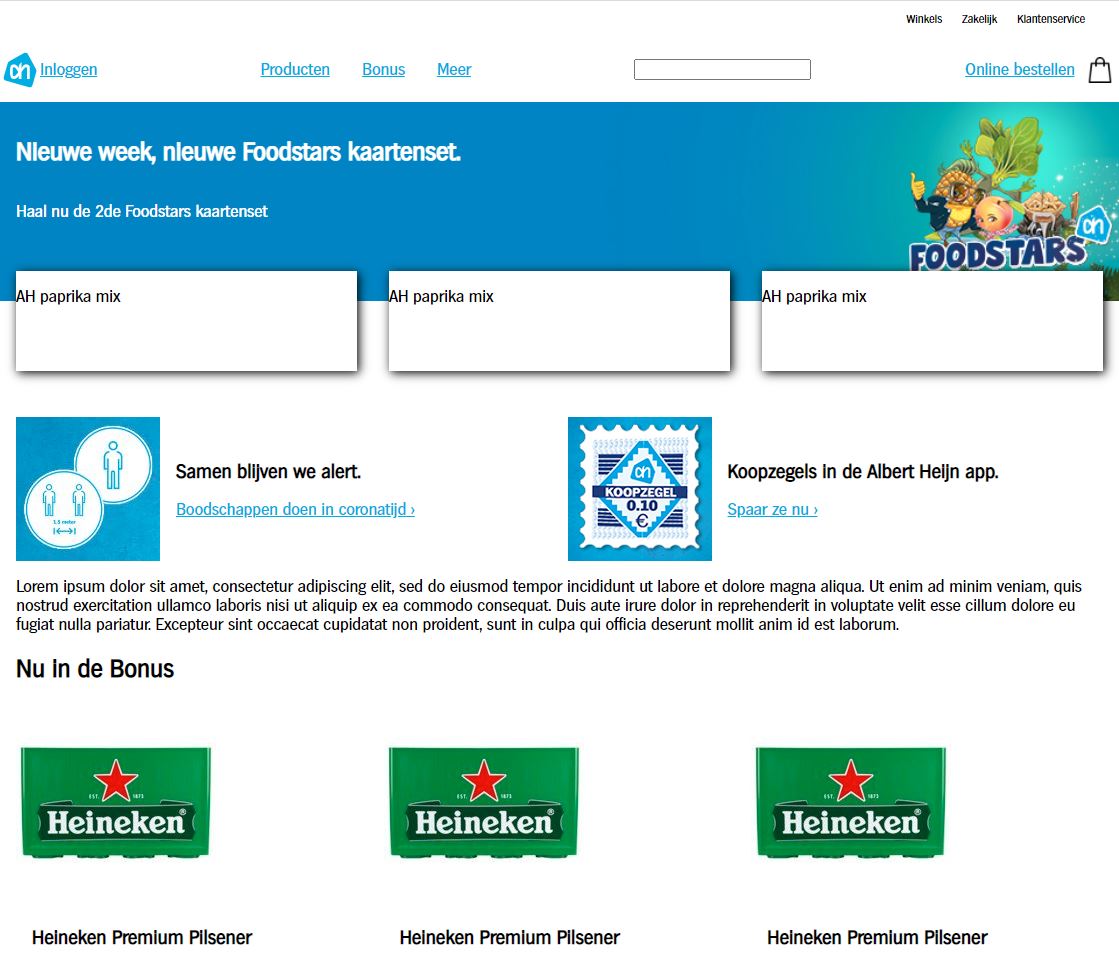 Winkels Zakelijk Klantenservice
ah Inloggen Producten Bonus Meer Online bestellen
Nieuwe week, nieuwe Foodstars kaartenset.
Haal nu de 2de Foodstars kaartenset
ah
FOODSTARS
AH paprika mix AH paprika mix AH paprika mix
1,5 meter
Samen blijven we alert.
Boodschappen doen in coronatijd ›
ah
KOOPZEGEL
0.10
€
Koopzegels in de Albert Heijn app.
Spaar ze nu ›
Lorem ipsum dolor sit amet, consectetur adipiscing elit, sed do eiusmod tempor incididunt ut labore et dolore magna aliqua. Ut enim ad minim veniam, quis
nostrud exercitation ullamco laboris nisi ut aliquip ex ea commodo consequat. Duis aute irure dolor in reprehenderit in voluptate velit esse cillum dolore eu
fugiat nulla pariatur. Excepteur sint occaecat cupidatat non proident, sunt in culpa qui officia deserunt mollit anim id est laborum.
Nu in de Bonus
EST. 1873 EST. 1873 EST. 1873
Heineken® Heineken® Heineken®
Heineken Premium Pilsener Heineken Premium Pilsener Heineken Premium Pilsener